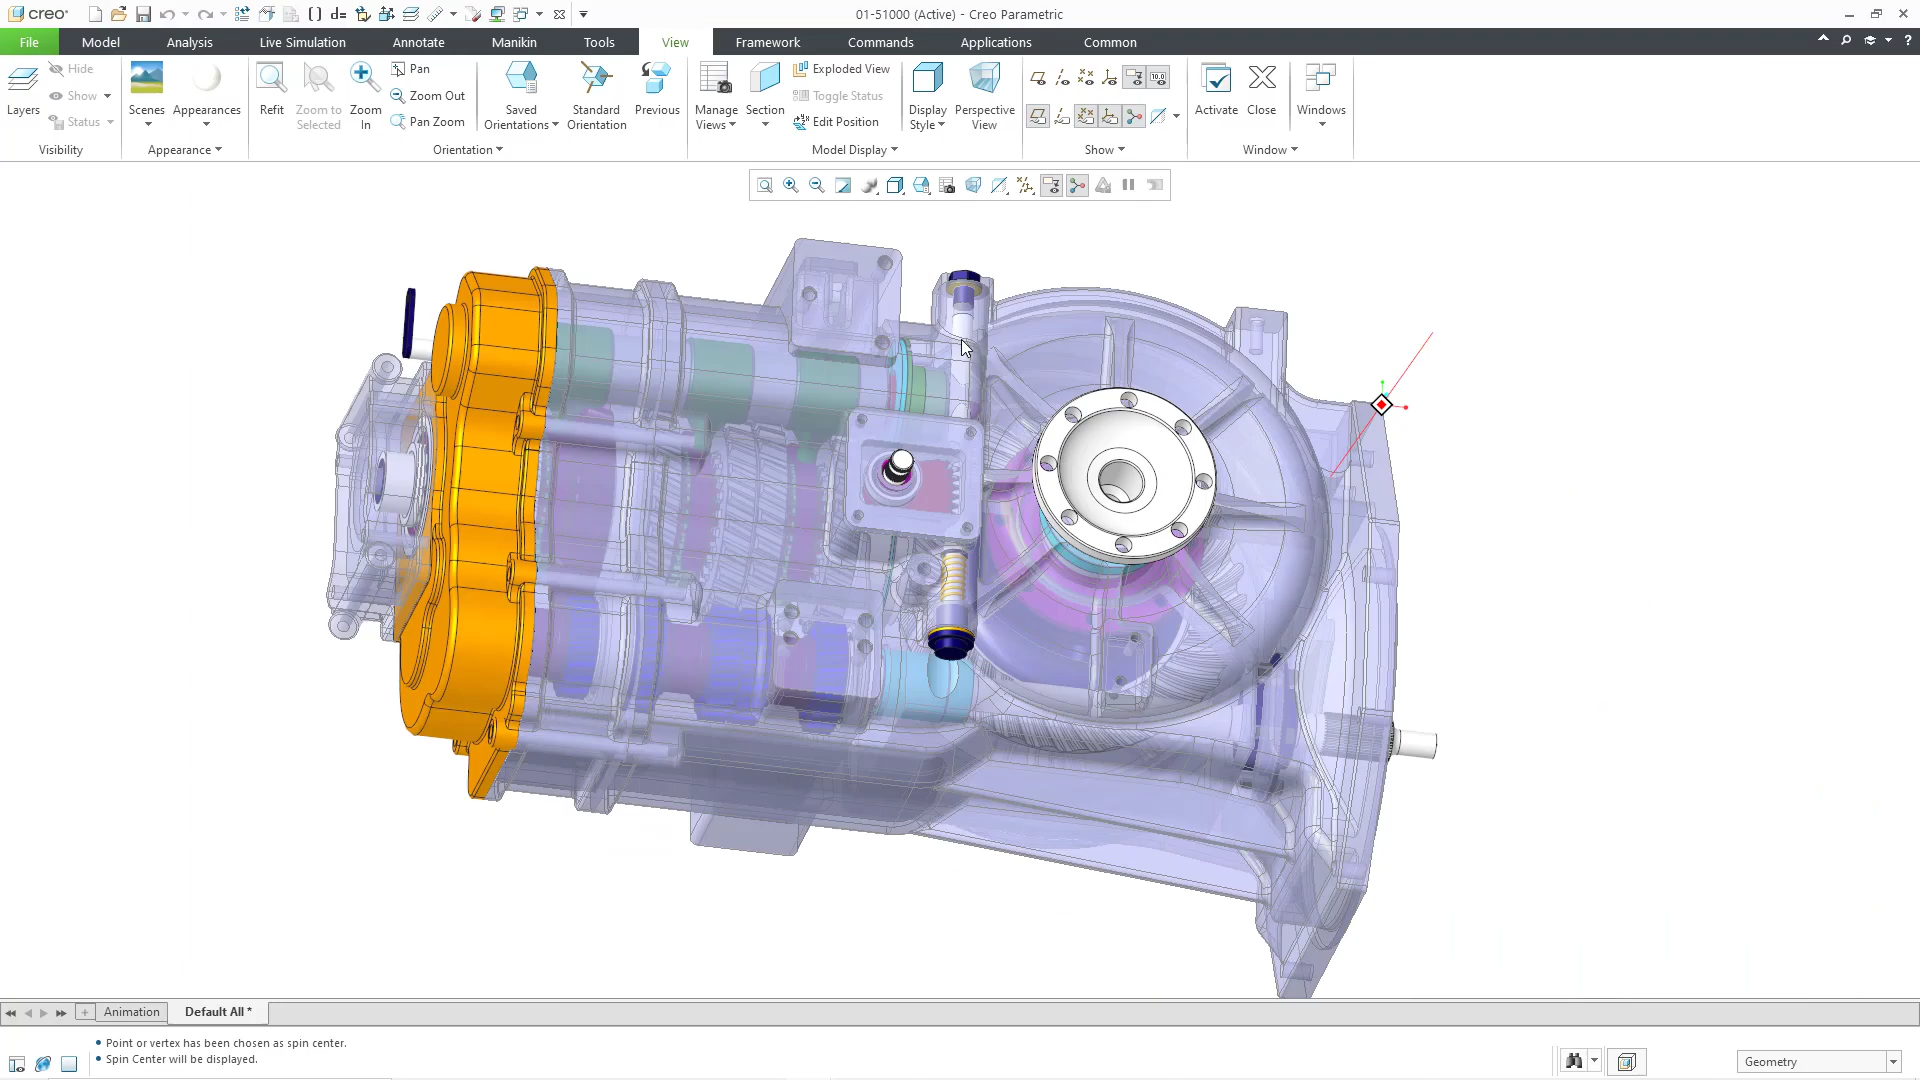 creo d= 01-51000 (Active) - Creo Parametric
File Model Analysis Live Simulation Annotate Manikin Tools View Framework Commands Applications Common ?
Hide
Show
Status
Layers
Visibility
Scenes Appearances
Appearance
Refit
Zoom to
Selected
Zoom
In
Pan
Zoom Out
Pan Zoom
Saved
Orientations
Standard
Orientation
Previous
Orientation
Manage
Views
Section
Exploded View
Toggle Status
Edit Position
Display
Style
Perspective
View
Model Display
10.0
Show
Activate Close
Windows
Window
+ Animation Default All *
• Point or vertex has been chosen as spin center.
• Spin Center will be displayed.
Geometry